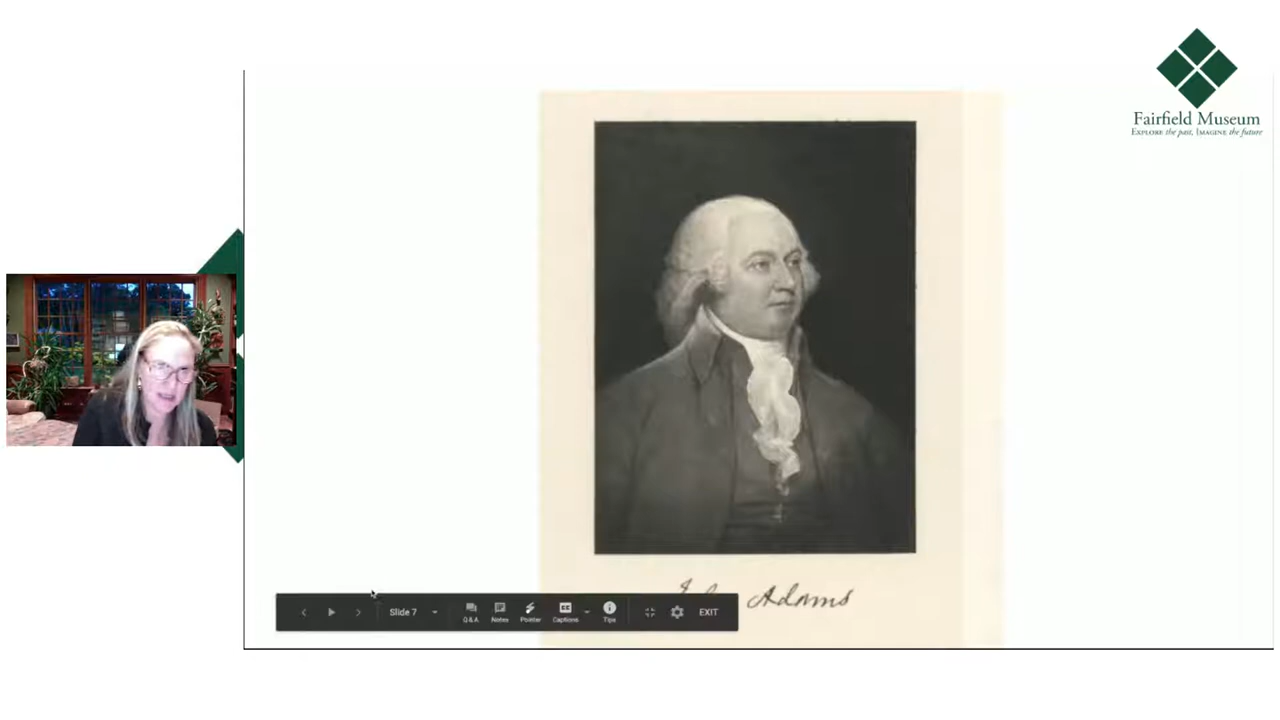 Fairfield Museum
EXPLORE the past, IMAGINE the future
Adams
Slide 7
Q&A
Notes
Pointer
Captions
Tips
EXIT